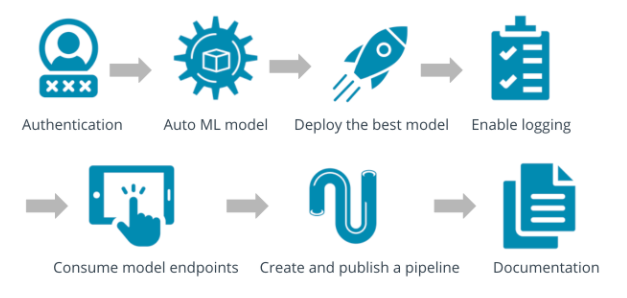 ×××
Authentication
Auto ML model
Deploy the best model
Enable logging
Consume model endpoints
Create and publish a pipeline
Documentation